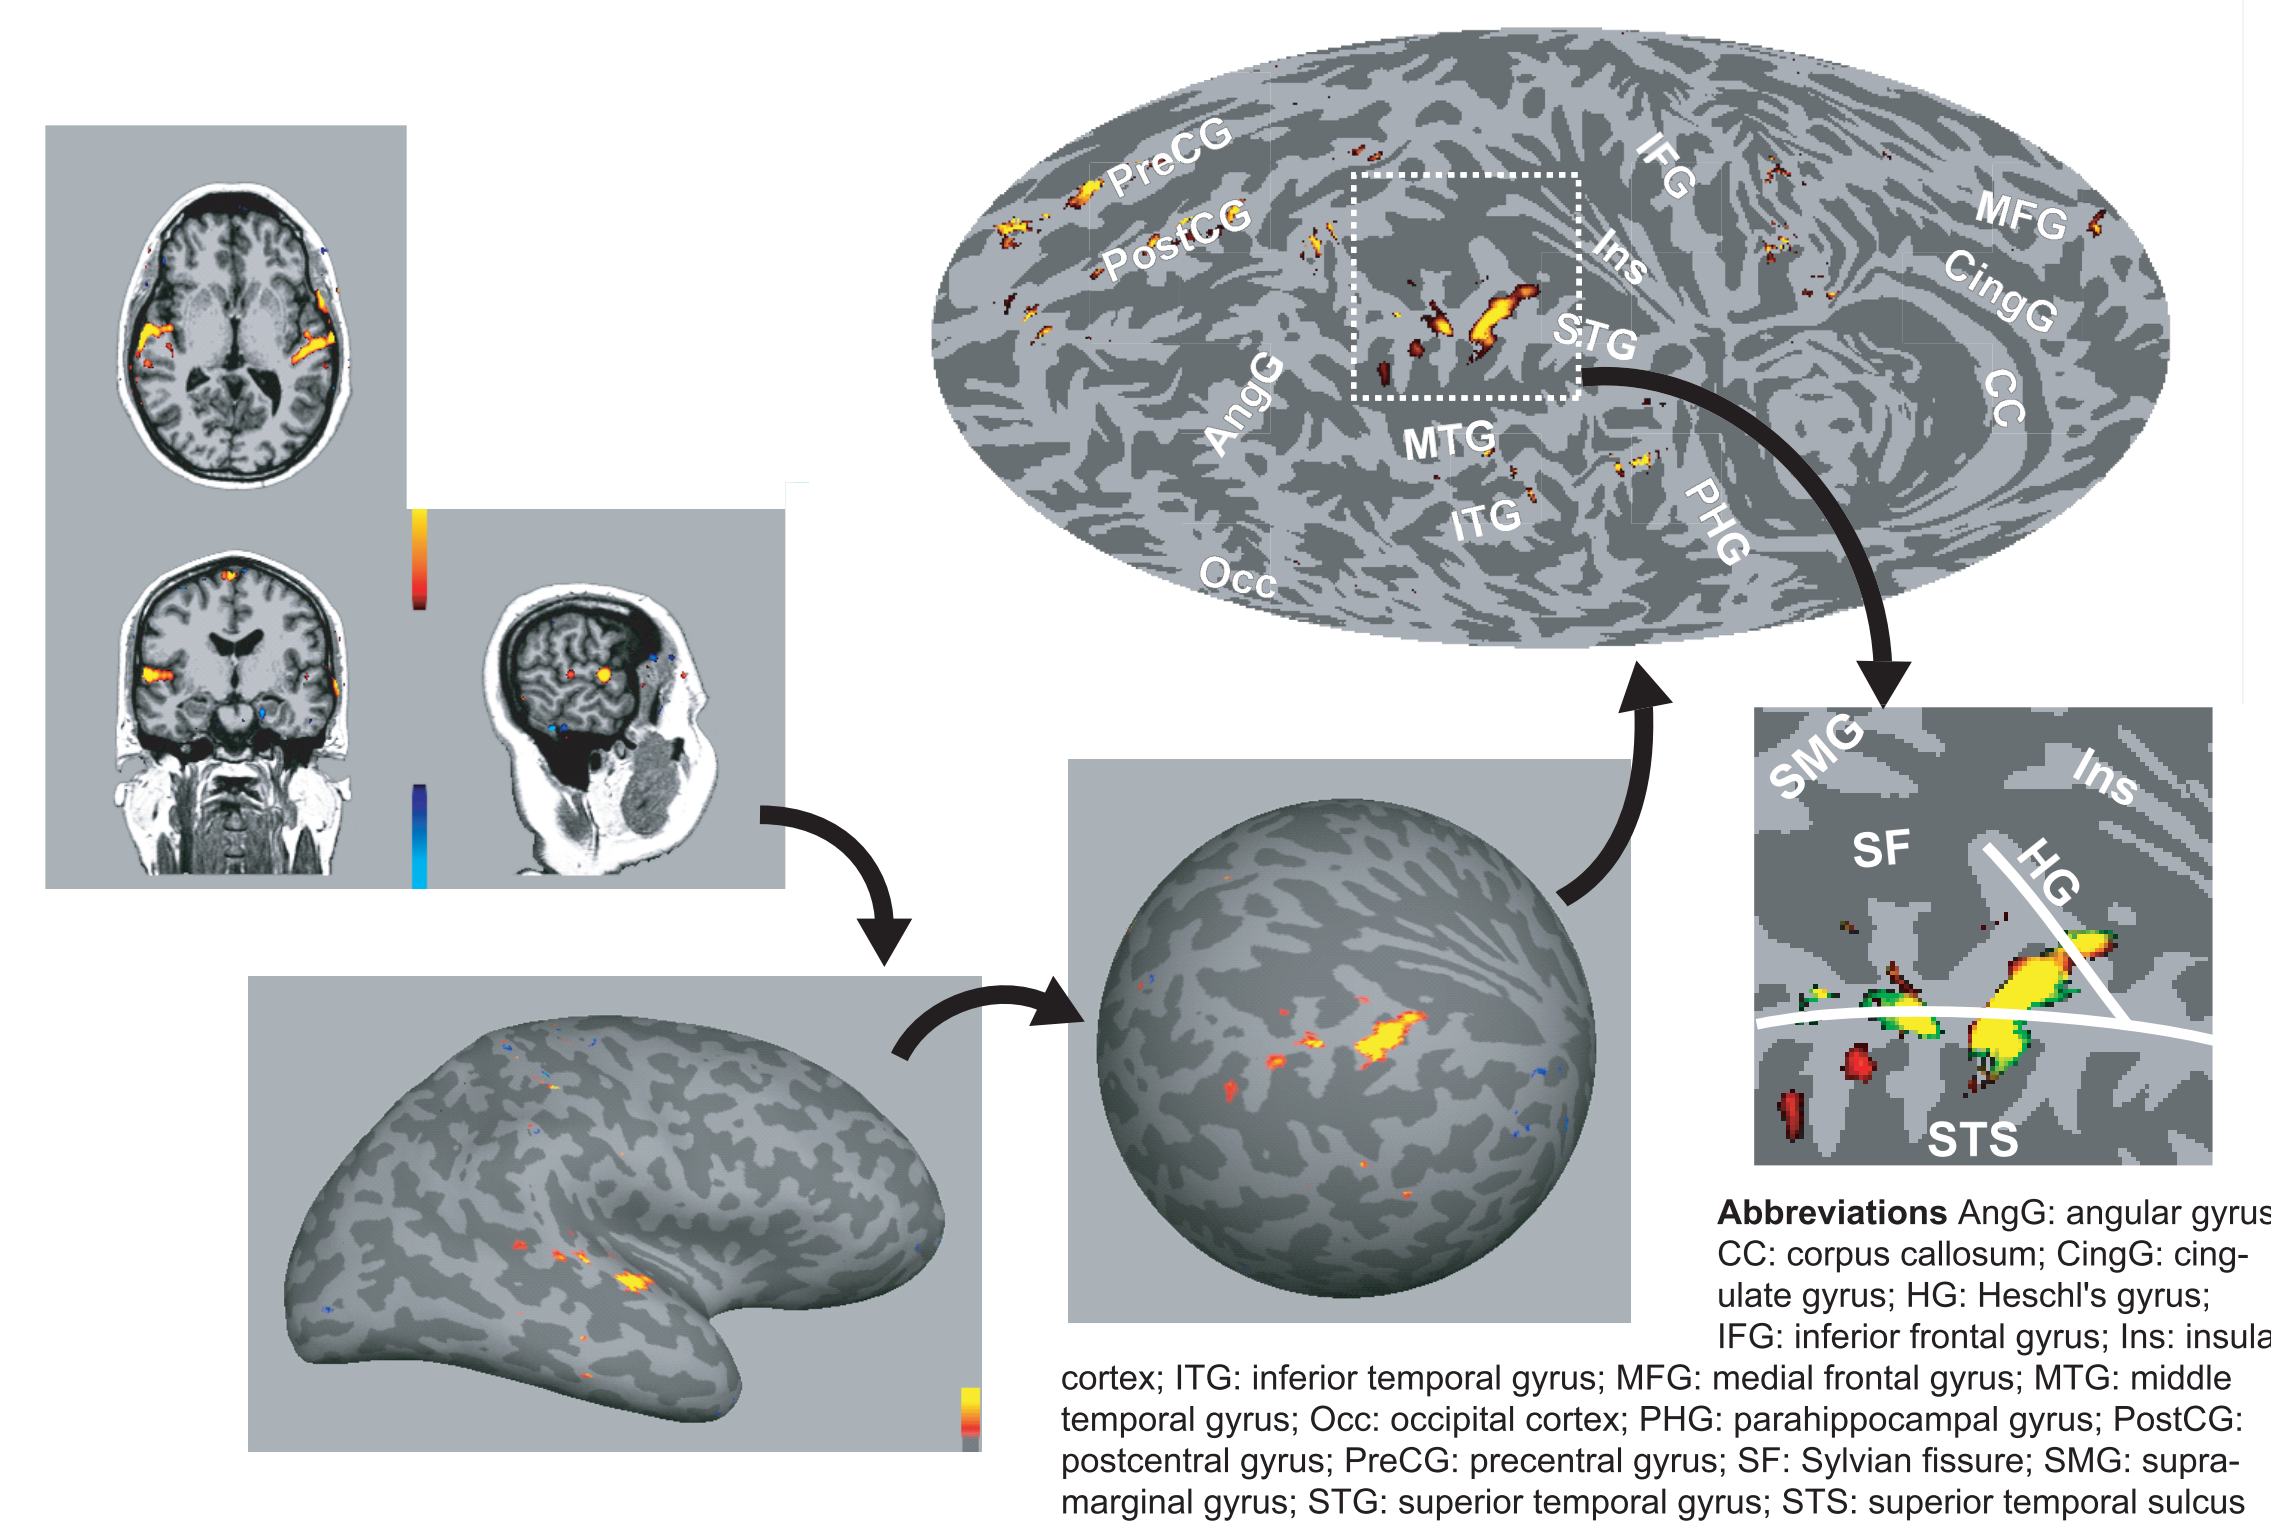 PreCG
IFG
MFG
PostCG
Ins
CingG
STG
AngG
CC
MTG
ITG
PHG
Occ
SMG
Ins
SF
HG
STS
Abbreviations AngG: angular gyrus
CC: corpus callosum; CingG: cing-
ulate gyrus; HG: Heschl's gyrus;
IFG: inferior frontal gyrus; Ins: insula
cortex; ITG: inferior temporal gyrus; MFG: medial frontal gyrus; MTG: middle
temporal gyrus; Occ: occipital cortex; PHG: parahippocampal gyrus; PostCG:
postcentral gyrus; PreCG: precentral gyrus; SF: Sylvian fissure; SMG: supra-
marginal gyrus; STG: superior temporal gyrus; STS: superior temporal sulcus